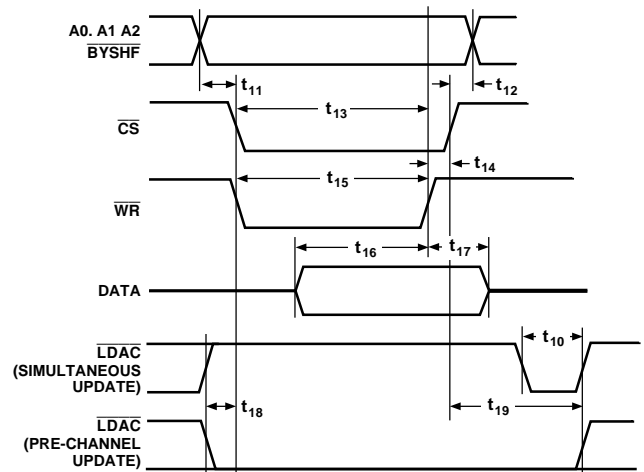 A0. A1 A2
BYSHF
t11
t12
t13
CS
t14
t15
WR
t16
t17
DATA
t10
LDAC
(SIMULTANEOUS
UPDATE)
t19
t18
LDAC
(PRE-CHANNEL
UPDATE)